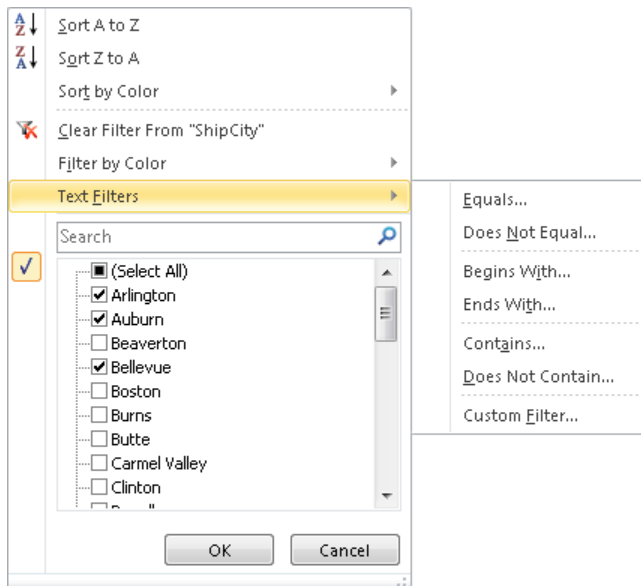 Sort A to Z
Sort Z to A
Sort by Color
Clear Filter From "ShipCity"
Filter by Color
Text Filters
Search
(Select All)
Arlington
Auburn
Beaverton
Bellevue
Boston
Burns
Butte
Carmel Valley
Clinton
OK
Cancel
Equals...
Does Not Equal...
Begins With...
Ends With...
Contains...
Does Not Contain...
Custom Filter...